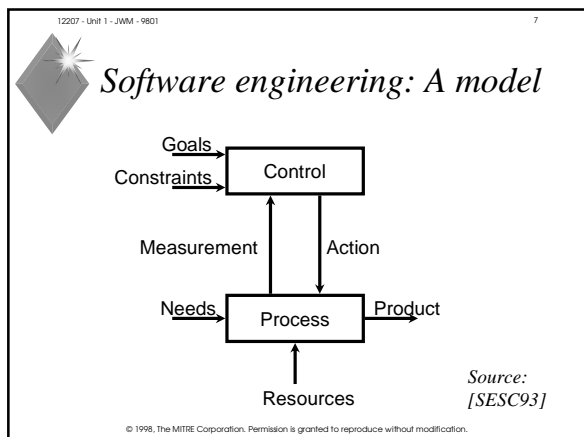 12207 - Unit 1 - JWM - 9801
7
Software engineering: A model
Goals
Control
Constraints
Measurement
Action
Needs
Process
Product
Resources
Source:
[SESC93]
© 1998, The MITRE Corporation. Permission is granted to reproduce without modification.